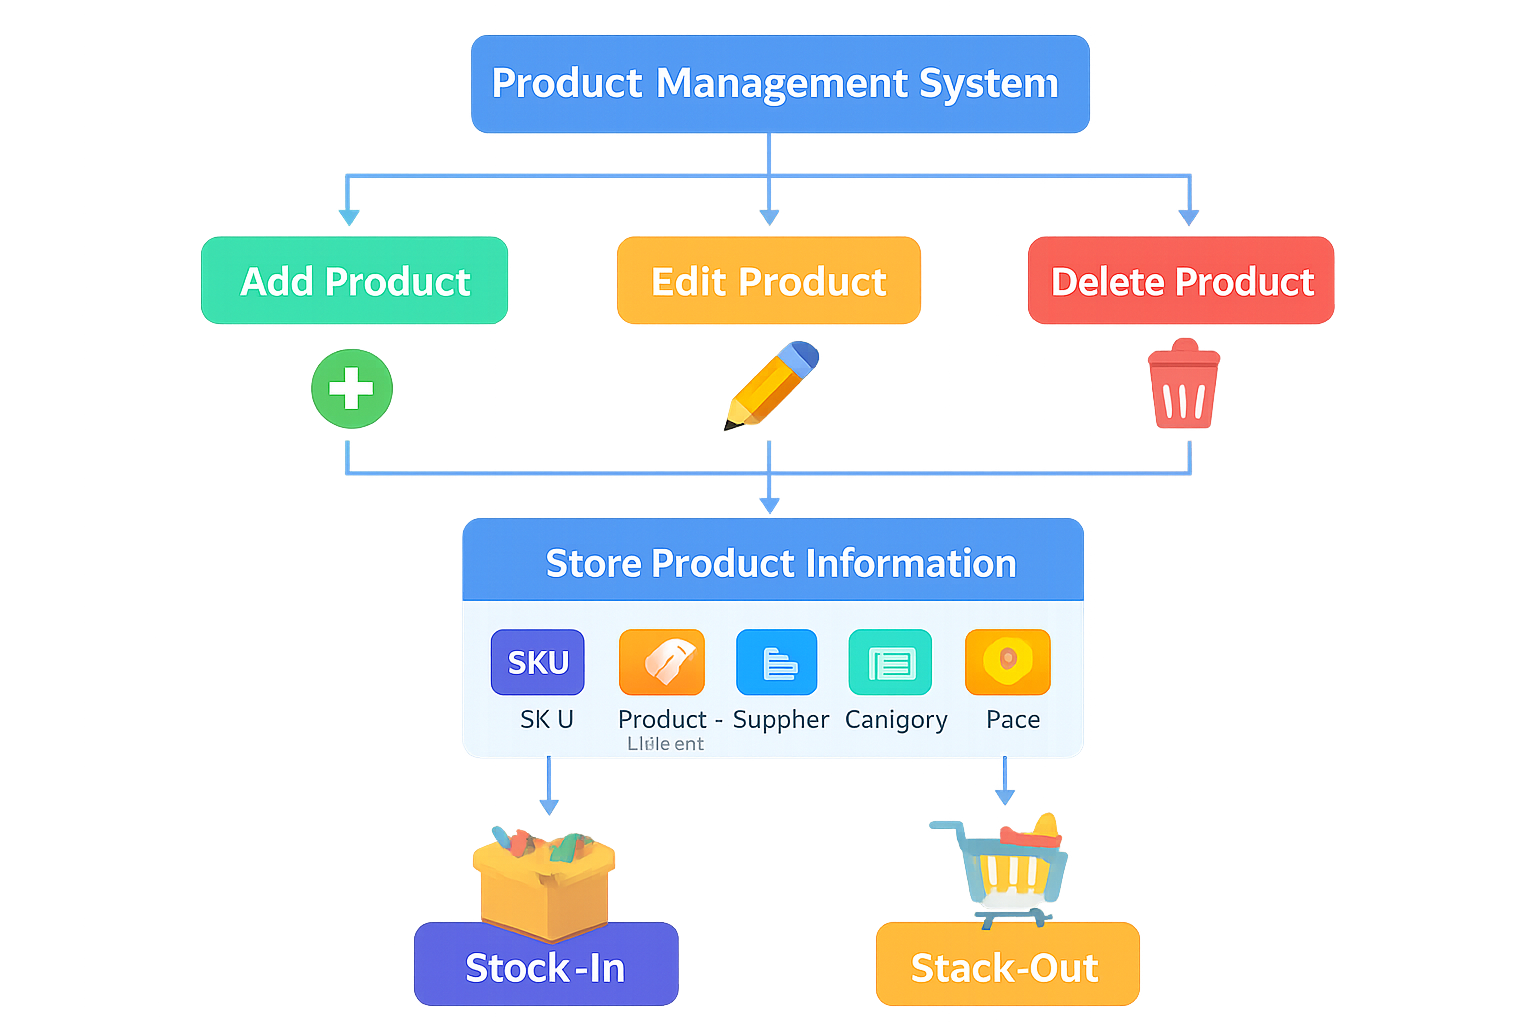 Product Management System
Add Product
Edit Product
Delete Product
Store Product Information
SKU
SK U
Product -
Suppher
Canigory
Pace
ent
Stock-In
Stack-Out